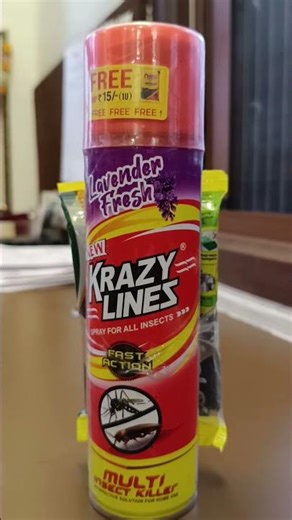 FREE
₹15/-(1U)
FREE FREE FREE !
Lavender
Fresh
NEW
KRAZY®
LINES
SPRAY FOR ALL INSECTS >>>
FAST
ACTION
MULTI
INSECT KILLER